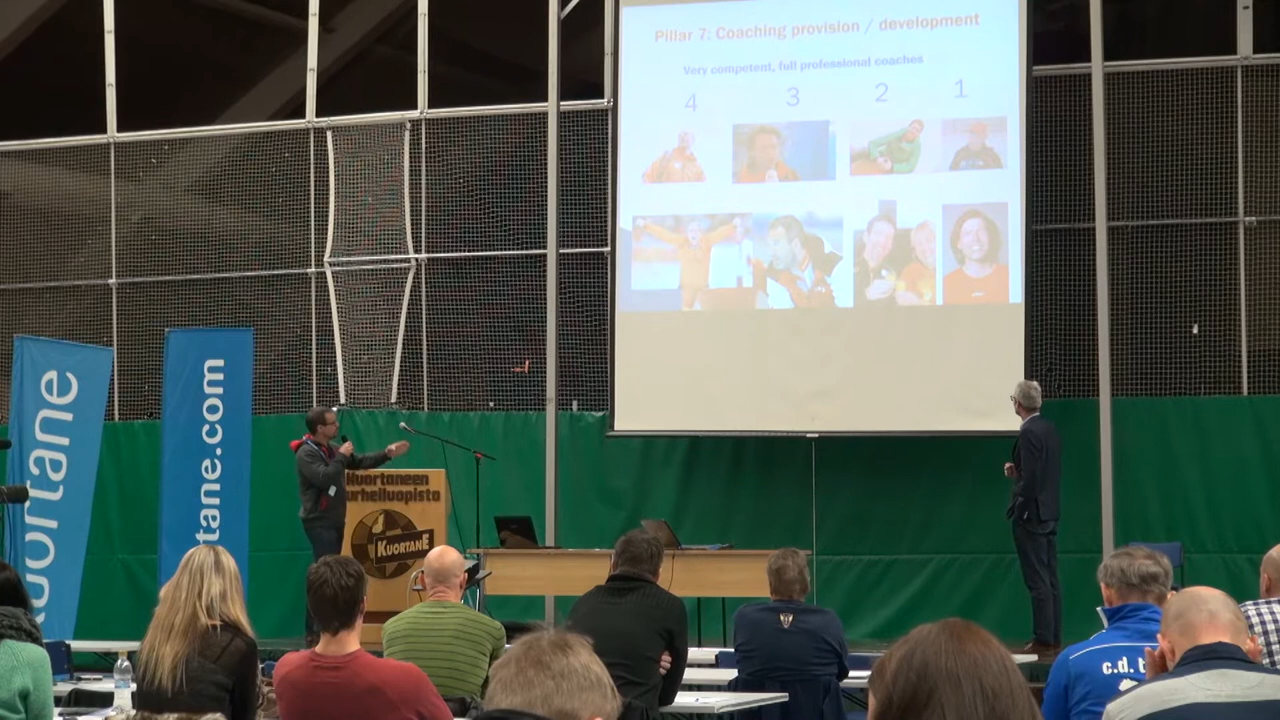 Pillar 7: Coaching provision / development
Very competent, full professional coaches
4 3 2 1
kuortane
tane.com
Kuortaneen
urheiluopisto
KUORTANE
c.d. b